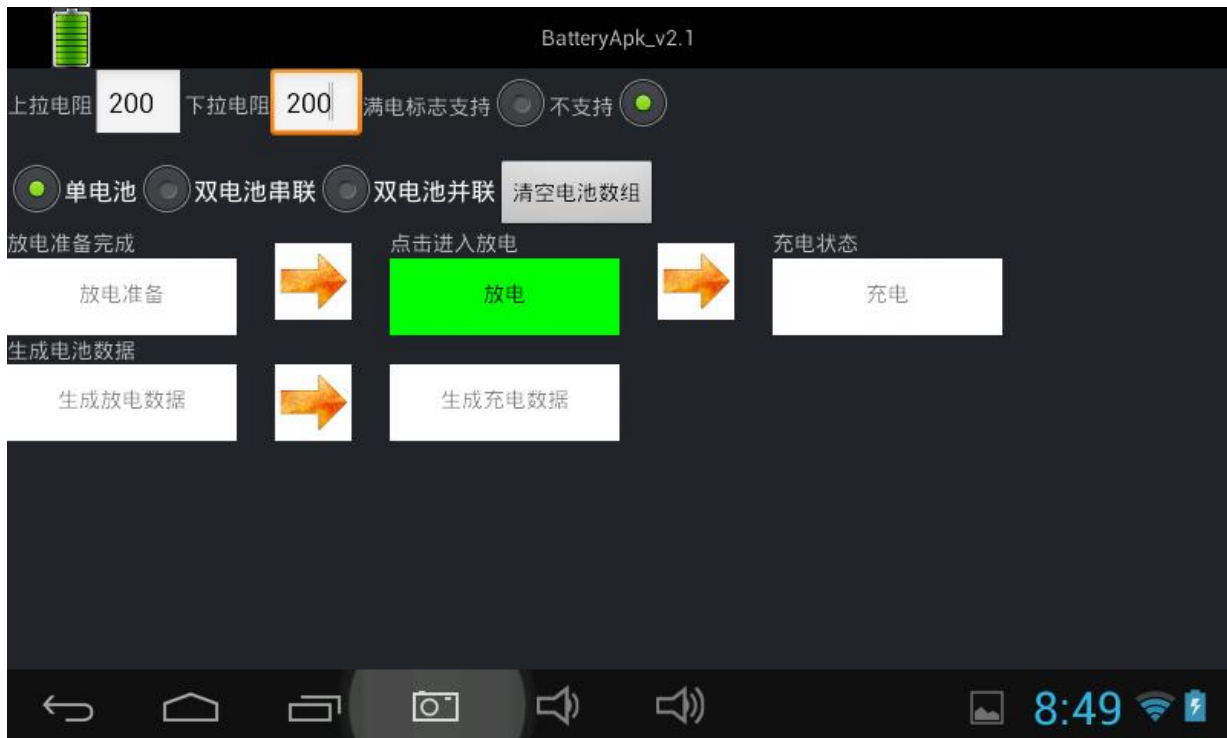 BatteryApk_v2.1
上拉电阻 200 下拉电阻 200 满电标志支持 不支持
单电池 双电池串联 双电池并联 清空电池数组
放电准备完成 点击进入放电 充电状态
放电准备 放电 充电
生成电池数据
生成放电数据 生成充电数据
8:49